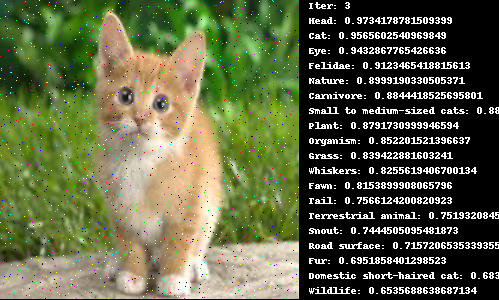 Iter: 3
Head: 0.9734178781509399
Cat: 0.9565602540969849
Eye: 0.9432867765426636
Felidae: 0.9123465418815613
Nature: 0.8999190330505371
Carnivore: 0.8844418525695801
Small to medium-sized cats: 0.88
Plant: 0.8791730999946594
Organism: 0.852201521396637
Grass: 0.839422881603241
Whiskers: 0.8255619406700134
Fawn: 0.8153899908065796
Tail: 0.7566124200820923
Terrestrial animal: 0.7519320845
Snout: 0.7444505095481873
Road surface: 0.7157206535339355
Fur: 0.6951858401298523
Domestic short-haired cat: 0.683
Wildlife: 0.6535688638687134